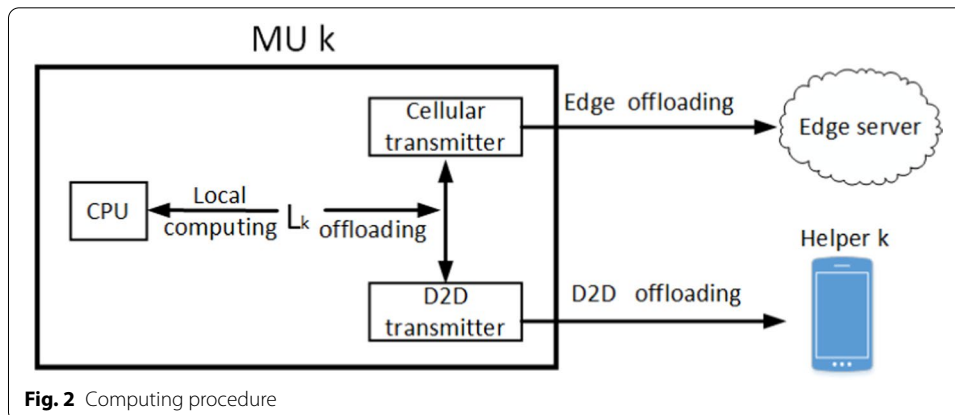 MU k
Cellular
transmitter
Edge offloading
Edge server
CPU
Local
computing
Lk
offloading
Helper k
D2D
transmitter
D2D offloading
Fig. 2 Computing procedure